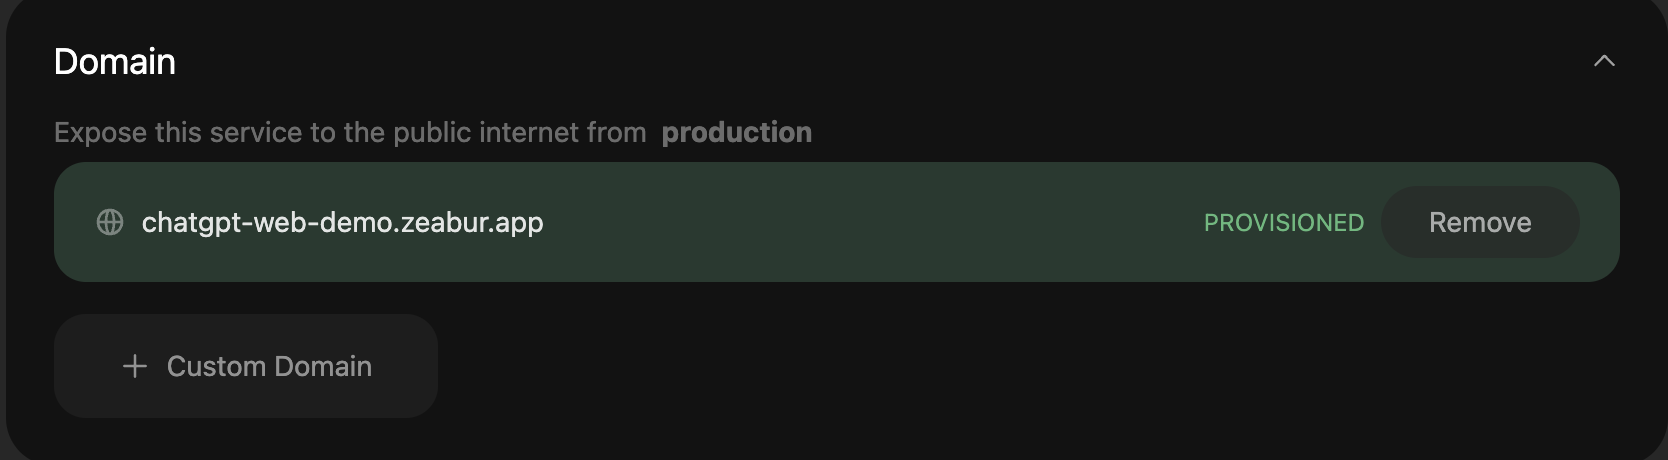 Domain
Expose this service to the public internet from production
chatgpt-web-demo.zeabur.app PROVISIONED Remove
+ Custom Domain